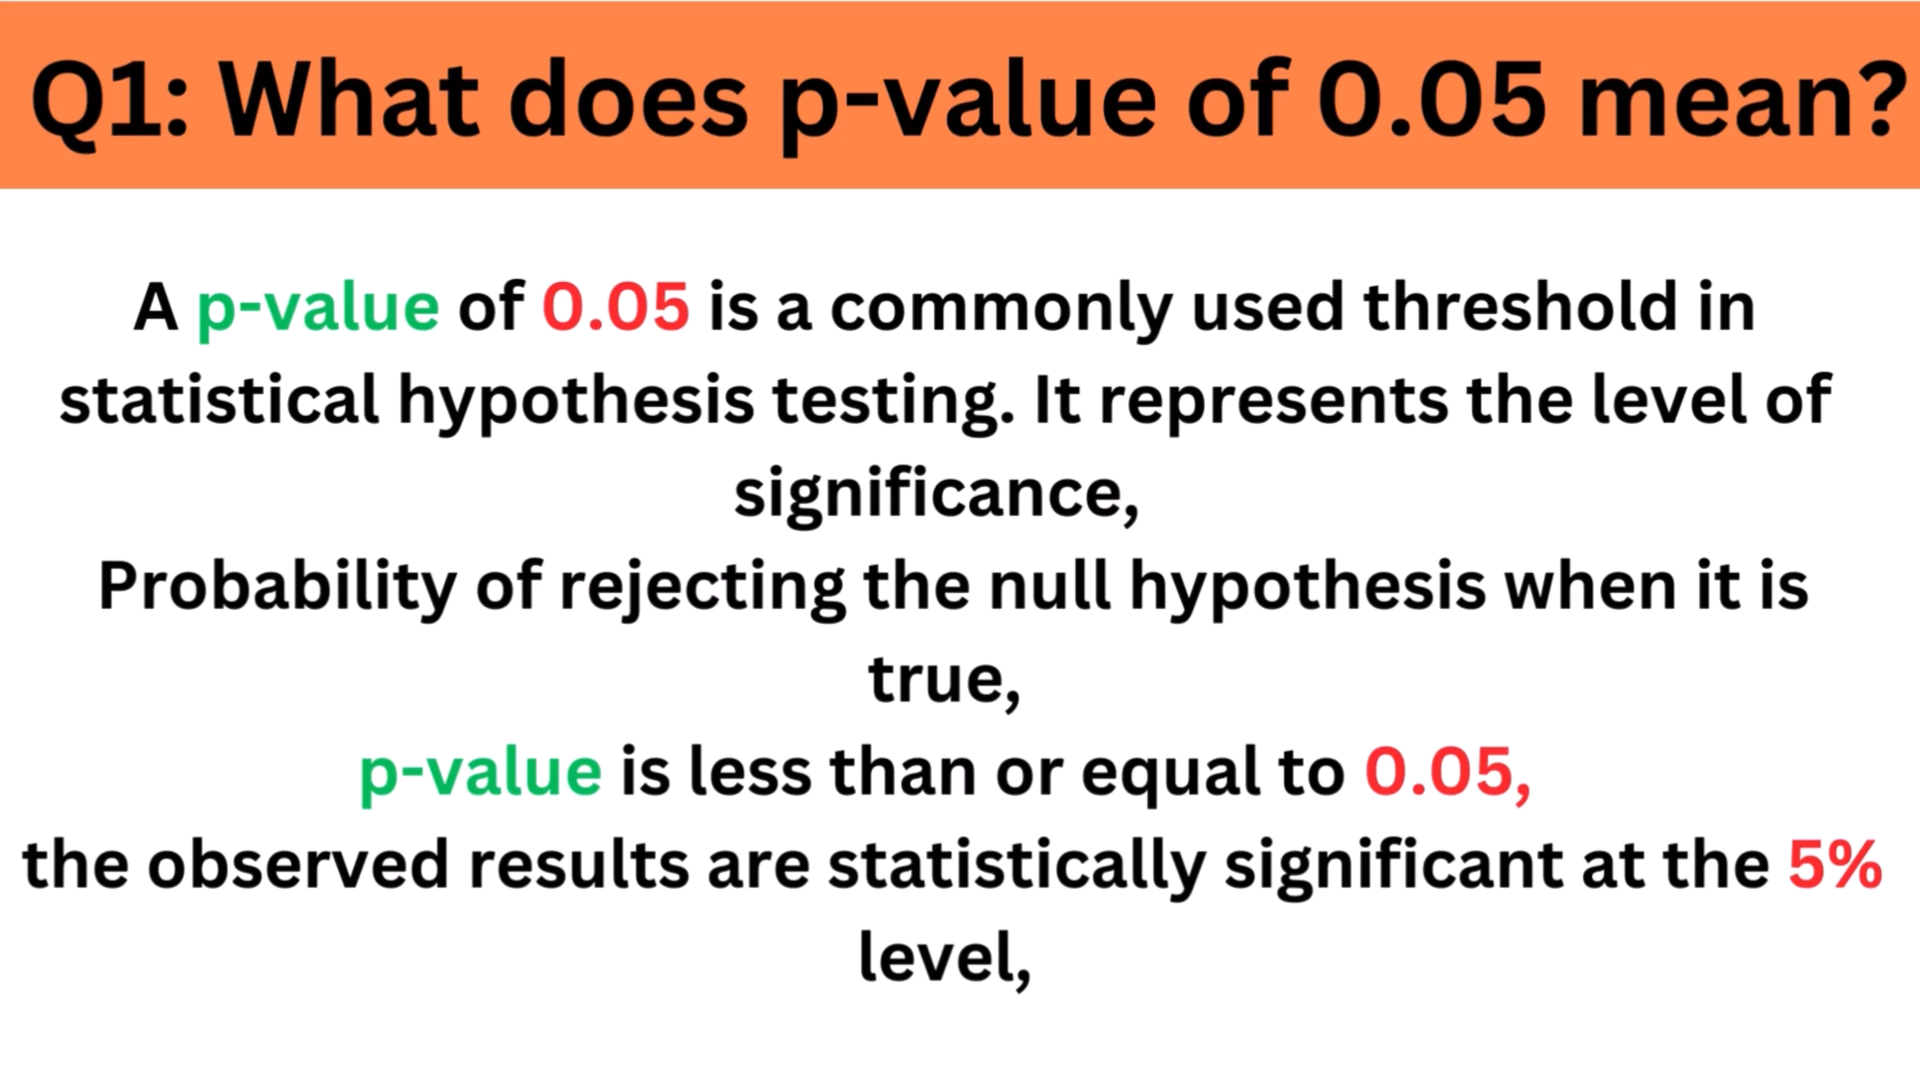 Q1: What does p-value of 0.05 mean?
A p-value of 0.05 is a commonly used threshold in
statistical hypothesis testing. It represents the level of
significance,
Probability of rejecting the null hypothesis when it is
true,
p-value is less than or equal to 0.05,
the observed results are statistically significant at the 5%
level,